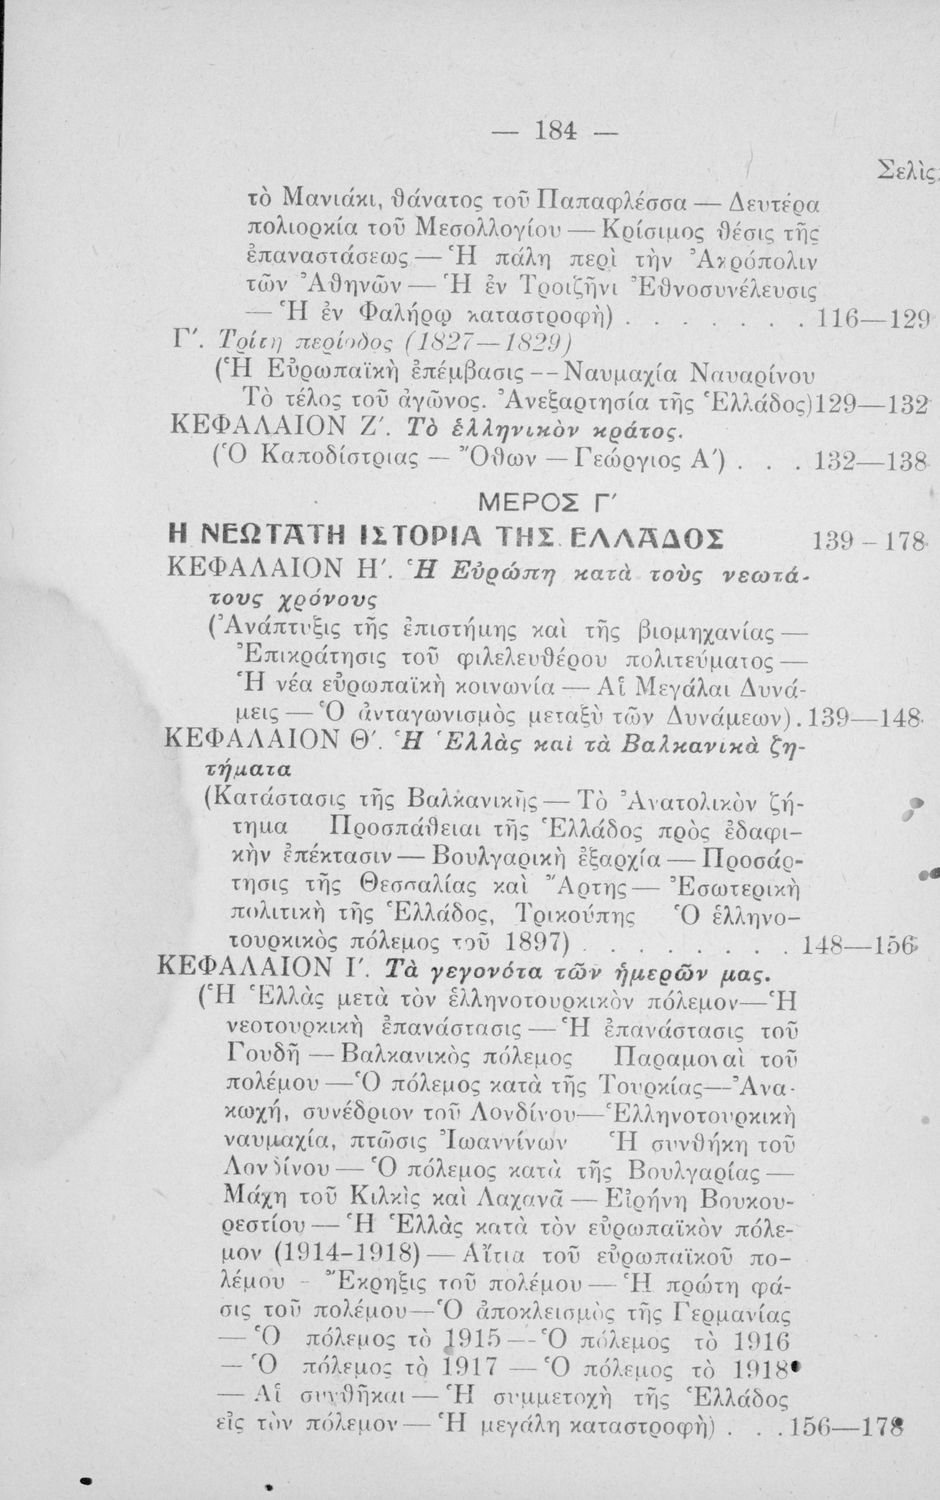 — 184 —
Σελὶς
τὸ Μανιάκι, θάνατος τοῦ Παπαφλέσσα — Δευτέρα
πολιορκία τοῦ Μεσολλογίου — Κρίσιμος θέσις τῆς
ἐπαναστάσεως — Ἡ πάλη περὶ τὴν Ἀκρόπολιν
τῶν Ἀθηνῶν — Ἡ ἐν Τροιζῆνι Ἐθνοσυνέλευσις
— Ἡ ἐν Φαλήρῳ καταστροφὴ) . . . . . . . . 116—129
Γ΄. Τρίτη περίοδος (1827—1829)
(Ἡ Εὐρωπαϊκὴ ἐπέμβασις -- Ναυμαχία Ναυαρίνου
Τὸ τέλος τοῦ ἀγῶνος. Ἀνεξαρτησία τῆς Ἑλλάδος)129—132
ΚΕΦΑΛΑΙΟΝ Ζ΄. Τὸ ἑλληνικὸν κράτος.
(Ὁ Καποδίστριας — Ὄθων — Γεώργιος Α΄) . . . 132—138
ΜΕΡΟΣ Γ΄
Η ΝΕΩΤΑΤΗ ΙΣΤΟΡΙΑ ΤΗΣ ΕΛΛΑΔΟΣ 139 – 178
ΚΕΦΑΛΑΙΟΝ Η΄. Ἡ Εὐρώπη κατὰ τοὺς νεωτά-
τους χρόνους
(Ἀνάπτυξις τῆς ἐπιστήμης καὶ τῆς βιομηχανίας —
Ἐπικράτησις τοῦ φιλελευθέρου πολιτεύματος —
Ἡ νέα εὐρωπαϊκὴ κοινωνία — Αἱ Μεγάλαι Δυνά-
μεις — Ὁ ἀνταγωνισμὸς μεταξὺ τῶν Δυνάμεων). 139—148
ΚΕΦΑΛΑΙΟΝ Θ΄. Ἡ Ἑλλὰς καὶ τὰ Βαλκανικὰ ζη-
τήματα
(Κατάστασις τῆς Βαλκανικῆς — Τὸ Ἀνατολικὸν ζή-
τημα Προσπάθειαι τῆς Ἑλλάδος πρὸς ἐδαφι-
κὴν ἐπέκτασιν — Βουλγαρικὴ ἐξαρχία — Προσάρ-
τησις τῆς Θεσσαλίας καὶ Ἄρτης — Ἐσωτερικὴ
πολιτικὴ τῆς Ἑλλάδος, Τρικούπης Ὁ ἑλληνο-
τουρκικὸς πόλεμος τοῦ 1897) . . . . . . . . . 148—156
ΚΕΦΑΛΑΙΟΝ Ι΄. Τὰ γεγονότα τῶν ἡμερῶν μας.
(Ἡ Ἑλλὰς μετὰ τὸν ἑλληνοτουρκικὸν πόλεμον—Ἡ
νεοτουρκικὴ ἐπανάστασις — Ἡ ἐπανάστασις τοῦ
Γουδῆ — Βαλκανικὸς πόλεμος Παραμοναὶ τοῦ
πολέμου — Ὁ πόλεμος κατὰ τῆς Τουρκίας—Ἀνα-
κωχή, συνέδριον τοῦ Λονδίνου—Ἑλληνοτουρκικὴ
ναυμαχία, πτῶσις Ἰωαννίνων Ἡ συνθήκη τοῦ
Λονδίνου — Ὁ πόλεμος κατὰ τῆς Βουλγαρίας —
Μάχη τοῦ Κιλκὶς καὶ Λαχανᾶ — Εἰρήνη Βουκου-
ρεστίου — Ἡ Ἑλλὰς κατὰ τὸν εὐρωπαϊκὸν πόλε-
μον (1914-1918) — Αἴτια τοῦ εὐρωπαϊκοῦ πο-
λέμου - Ἔκρηξις τοῦ πολέμου — Ἡ πρώτη φά-
σις τοῦ πολέμου—Ὁ ἀποκλεισμὸς τῆς Γερμανίας
— Ὁ πόλεμος τὸ 1915 -- Ὁ πόλεμος τὸ 1916
— Ὁ πόλεμος τὸ 1917 — Ὁ πόλεμος τὸ 1918
— Αἱ συνθῆκαι — Ἡ συμμετοχὴ τῆς Ἑλλάδος
εἰς τὸν πόλεμον — Ἡ μεγάλη καταστροφὴ) . . . 156—178